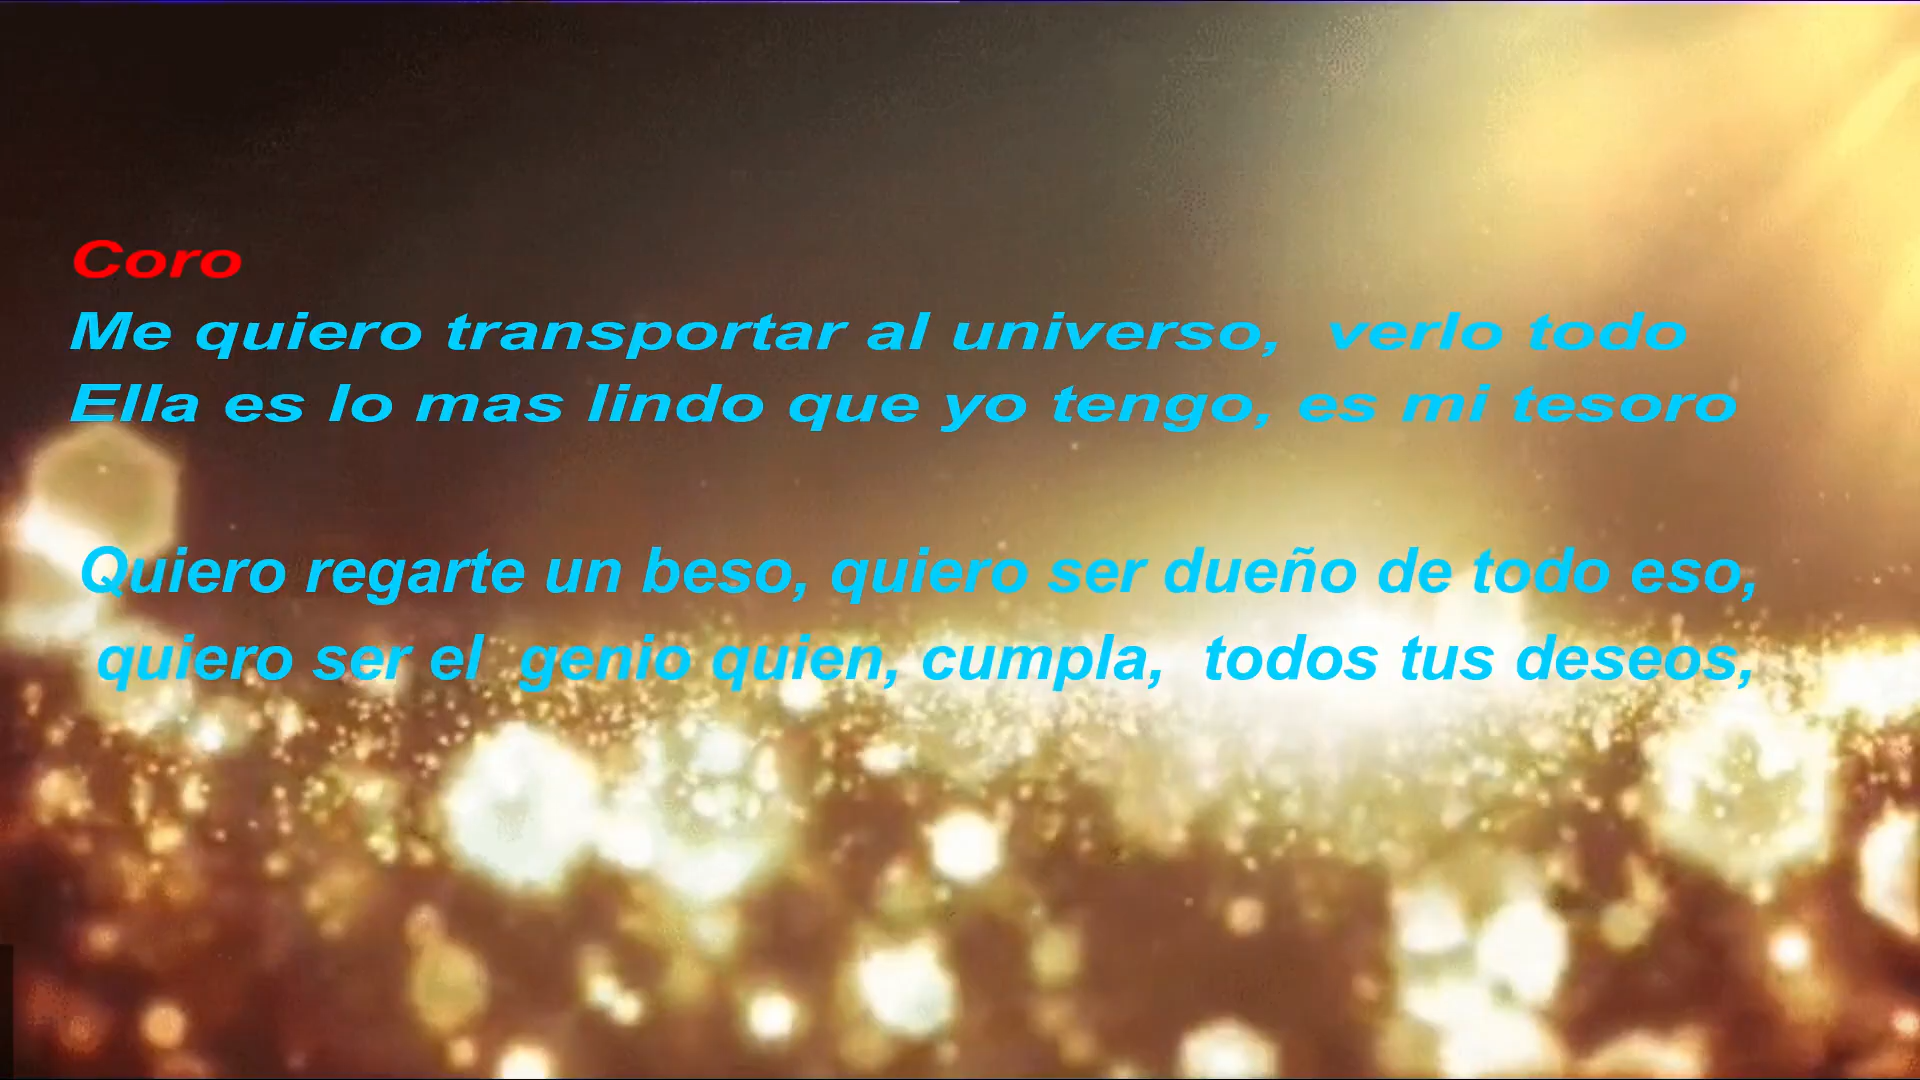 Coro
Me quiero transportar al universo,  verlo todo
Ella es lo mas lindo que yo tengo, es mi tesoro
Quiero regarte un beso, quiero ser dueño de todo eso,
quiero ser el  genio quien, cumpla,  todos tus deseos,